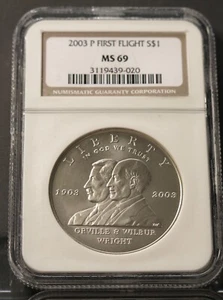 2003 P FIRST FLIGHT S$1
MS 69
3119439-020
NUMISMATIC GUARANTY CORPORATION
LIBERTY
IN GOD WE TRUST
1903 2003
ORVILLE & WILBUR
WRIGHT